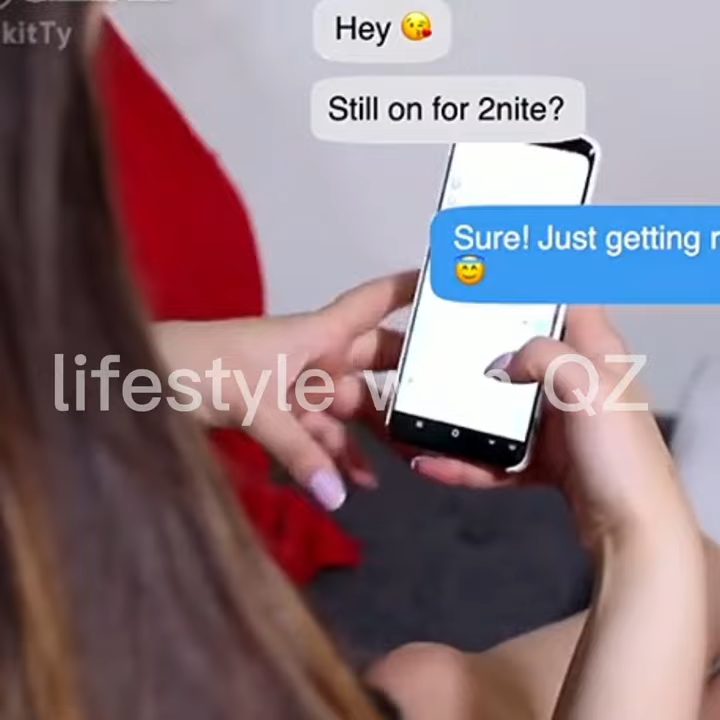 kitTy
Hey 😘
Still on for 2nite?
Sure! Just getting
😇
lifestyle QZ